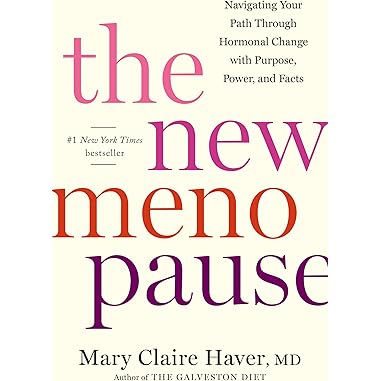 Navigating Your
Path Through
Hormonal Change
with Purpose,
Power, and Facts
the
#1 New York Times
bestseller
new
meno
pause
Mary Claire Haver, MD
Author of THE GALVESTON DIET